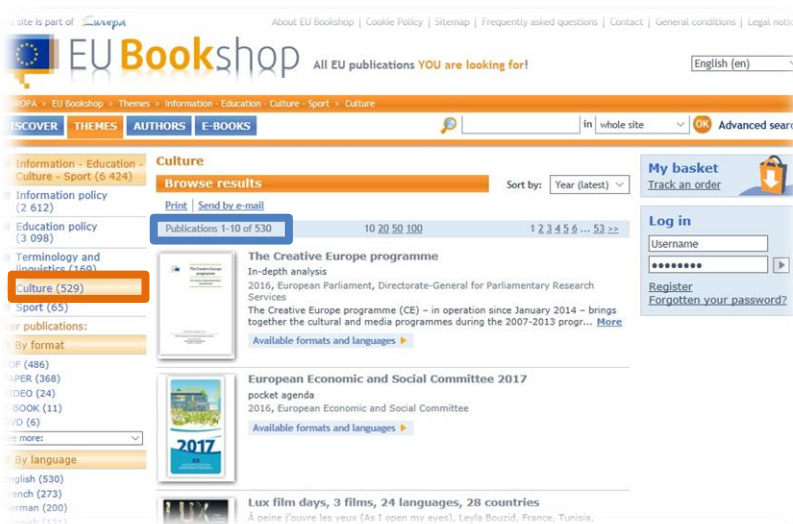 site is part of Europa
About EU Bookshop | Cookie Policy | Sitemap | Frequently asked questions | Contact | General conditions | Legal
EU Bookshop All EU publications YOU are looking for!
English (en)
> EU Bookshop > Themes > Information - Education - Culture - Sport > Culture
DISCOVER THEMES AUTHORS E-BOOKS in whole site OK Advanced
Information - Education - Culture - Sport (6 424)
Information policy (2 612)
Education policy (3 098)
Terminology and linguistics (169)
Culture (529)
Sport (65)
publications:
By format
(486)
(368)
(24)
E-BOOK (11)
(6)
more:
By language
English (530)
French (273)
German (200)
Culture
Browse results
Sort by: Year (latest)
Print | Send by e-mail
Publications 1-10 of 530 10 20 50 100 1 2 3 4 5 6 ... 53 >>
The Creative Europe programme
In-depth analysis
2016, European Parliament, Directorate-General for Parliamentary Research
Services
The Creative Europe programme (CE) – in operation since January 2014 – brings
together the cultural and media programmes during the 2007-2013 progr... More
Available formats and languages
European Economic and Social Committee 2017
pocket agenda
2016, European Economic and Social Committee
Available formats and languages
2017
Lux film days, 3 films, 24 languages, 28 countries
À peine j'ouvre les yeux (As I open my eyes), Leyla Bouzid, France, Tunisia,
LUX
My basket
Track an order
Log in
Username
Register
Forgotten your password?